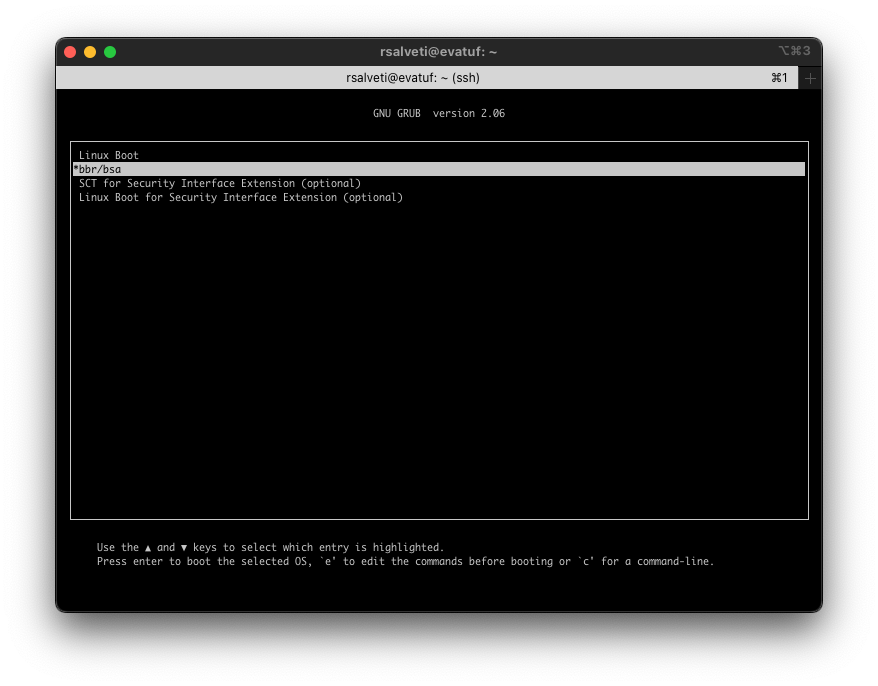 rsalveti@evatuf: ~
⌥⌘3
rsalveti@evatuf: ~ (ssh)
⌘1
+
GNU GRUB  version 2.06
Linux Boot
*bbr/bsa
SCT for Security Interface Extension (optional)
Linux Boot for Security Interface Extension (optional)
Use the ▲ and ▼ keys to select which entry is highlighted.
Press enter to boot the selected OS, `e' to edit the commands before booting or `c' for a command-line.